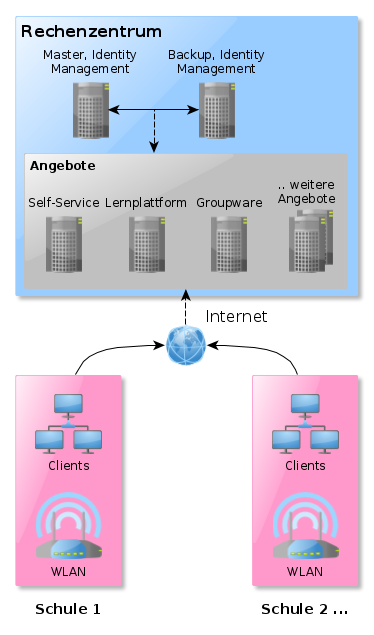 Rechenzentrum
Master, Identity
Management
Backup, Identity
Management
Angebote
Self-Service
Lernplattform
Groupware
.. weitere
Angebote
Internet
Clients
WLAN
Schule 1
Clients
WLAN
Schule 2 ...